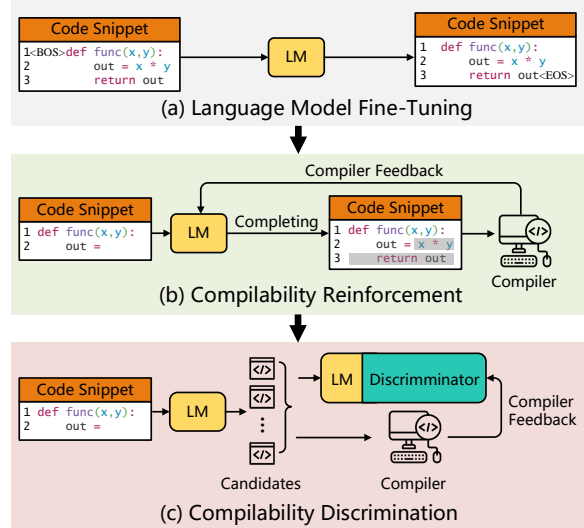 Code Snippet
1<BOS>def func(x,y):
2 out = x * y
3 return out
LM
Code Snippet
1 def func(x,y):
2 out = x * y
3 return out<EOS>
(a) Language Model Fine-Tuning
Compiler Feedback
Code Snippet
1 def func(x,y):
2 out =
LM
Completing
Code Snippet
1 def func(x,y):
2 out = x * y
3 return out
</>
Compiler
(b) Compilability Reinforcement
Code Snippet
1 def func(x,y):
2 out =
LM
</>
</>
</>
Candidates
LM
Discrimminator
</>
Compiler
Compiler
Feedback
(c) Compilability Discrimination